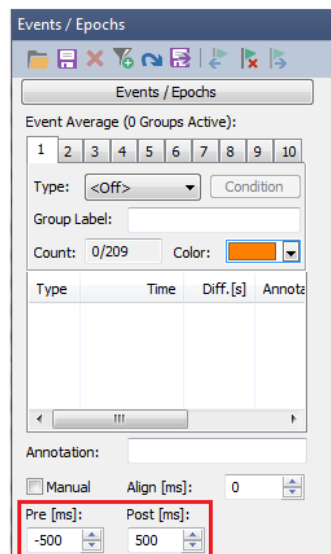 Events / Epochs
Events / Epochs
Event Average (0 Groups Active):
1 2 3 4 5 6 7 8 9 10
Type: <Off> Condition
Group Label:
Count: 0/209 Color:
Type Time Diff.[s] Annota
Annotation:
Manual Align [ms]: 0
Pre [ms]: Post [ms]:
-500 500